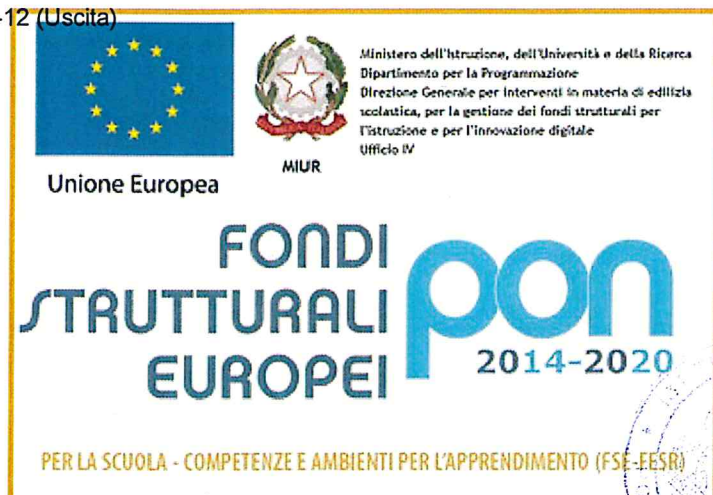 -12 (Uscita)
Ministero dell'Istruzione, dell'Università e della Ricerca
Dipartimento per la Programmazione
Direzione Generale per interventi in materia di edilizia
scolastica, per la gestione dei fondi strutturali per
l'istruzione e per l'innovazione digitale
Ufficio IV
MIUR
Unione Europea
FONDI
STRUTTURALI
EUROPEI
pon
2014-2020
PER LA SCUOLA - COMPETENZE E AMBIENTI PER L'APPRENDIMENTO (FSE-FESR)